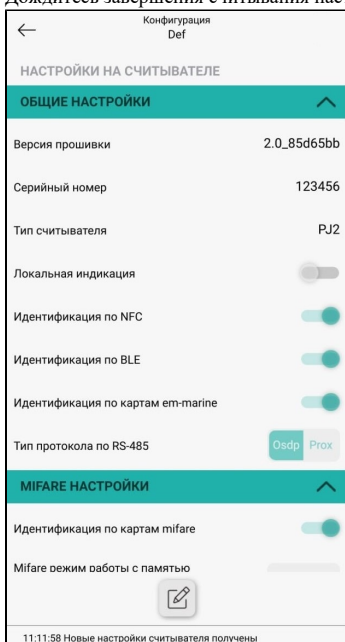 Дождитесь завершения считывания нас
Конфигурация
Def
НАСТРОЙКИ НА СЧИТЫВАТЕЛЕ
ОБЩИЕ НАСТРОЙКИ
Версия прошивки 2.0_85d65bb
Серийный номер 123456
Тип считывателя PJ2
Локальная индикация
Идентификация по NFC
Идентификация по BLE
Идентификация по картам em-marine
Тип протокола по RS-485 Osdp Prox
MIFARE НАСТРОЙКИ
Идентификация по картам mifare
Mifare режим работы с памятью
11:11:58 Новые настройки считывателя получены